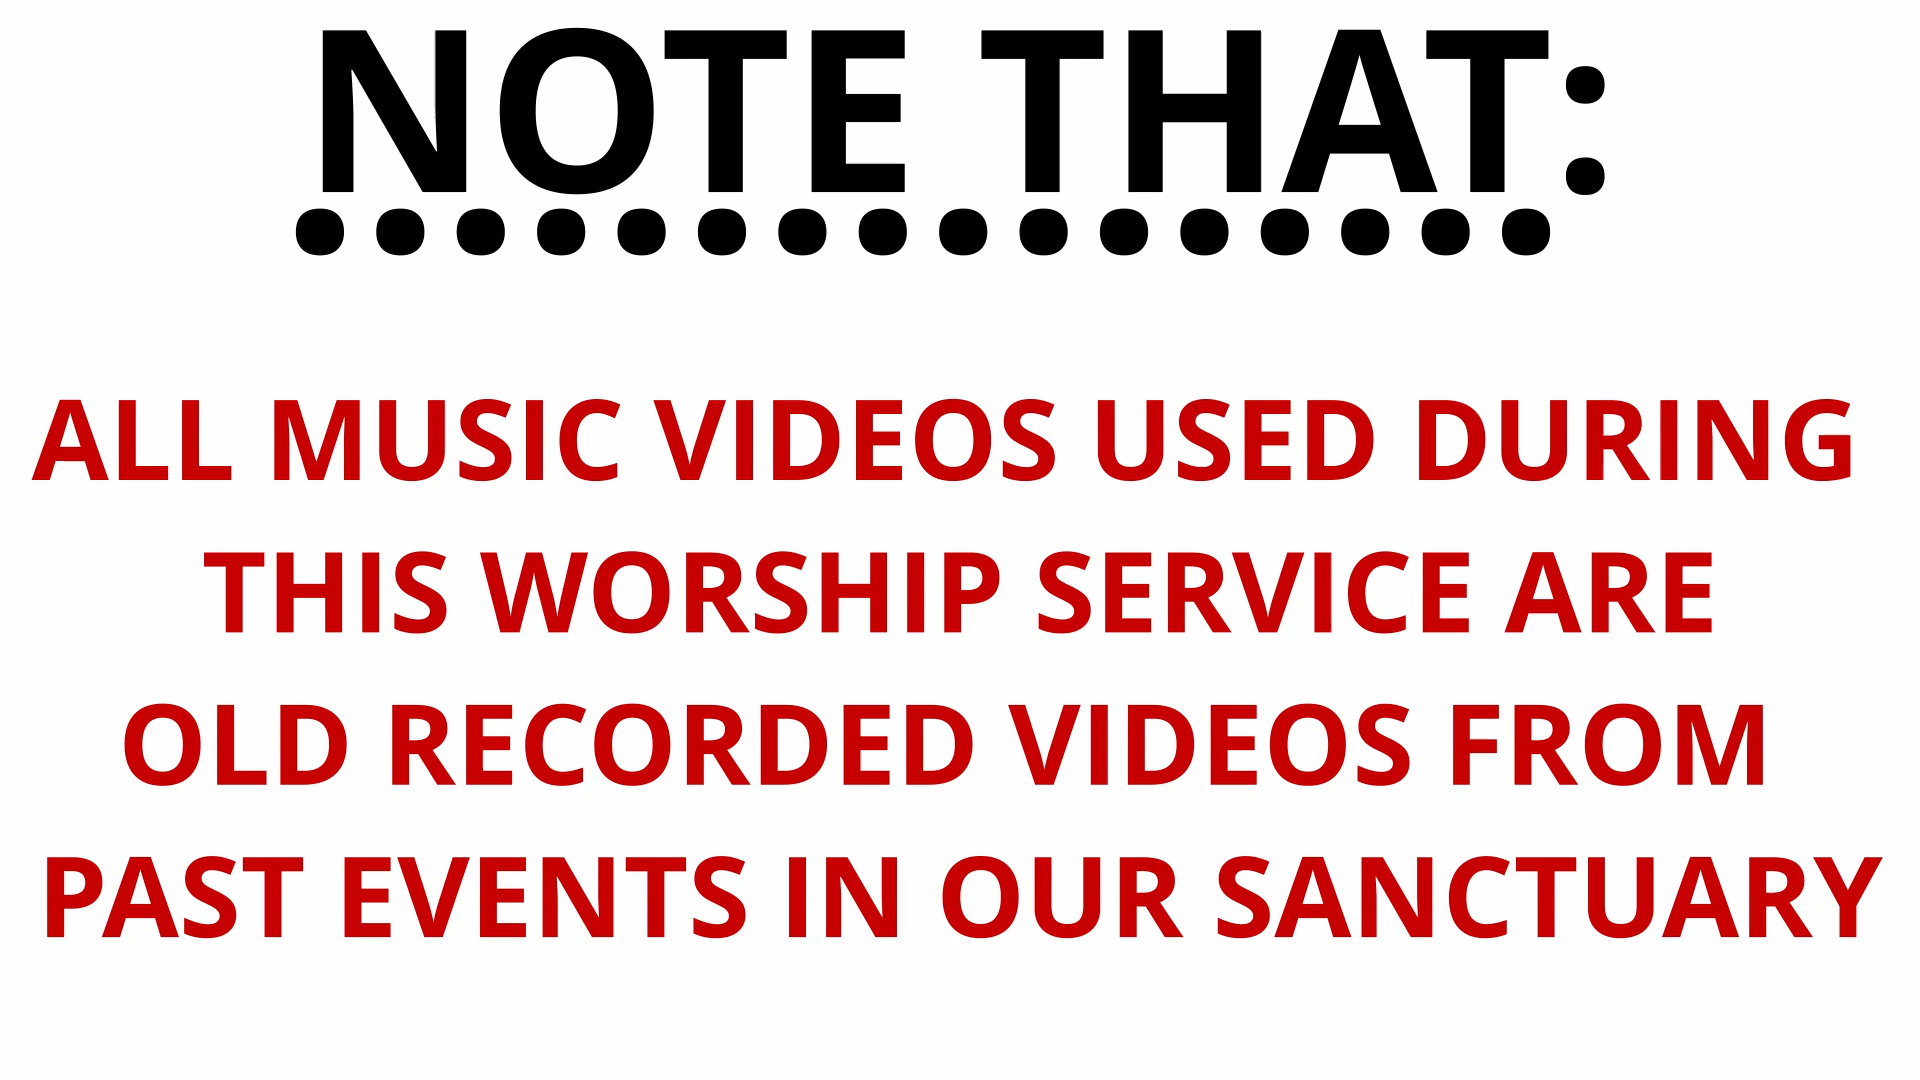 NOTE THAT:
................
ALL MUSIC VIDEOS USED DURING
THIS WORSHIP SERVICE ARE
OLD RECORDED VIDEOS FROM
PAST EVENTS IN OUR SANCTUARY